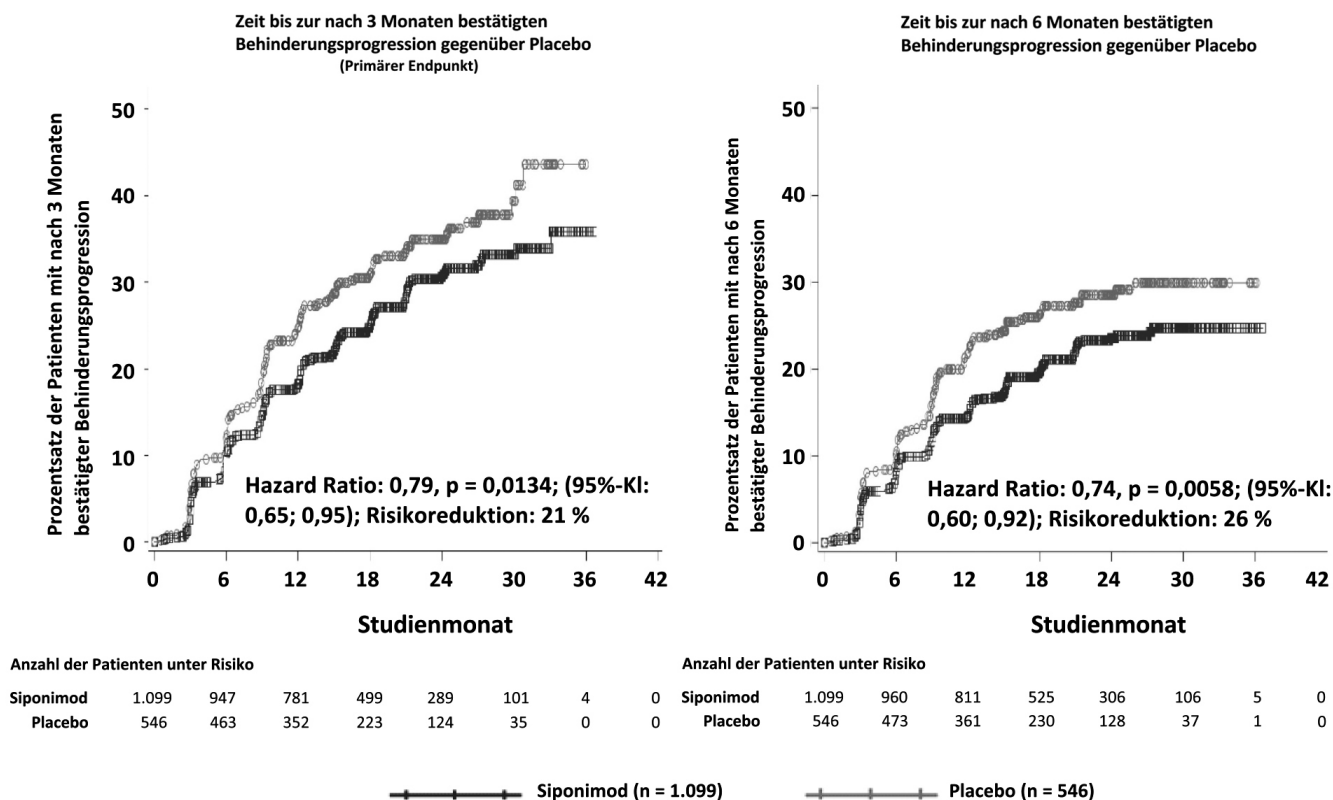 Zeit bis zur nach 3 Monaten bestätigten
Behinderungsprogression gegenüber Placebo
(Primärer Endpunkt)
Prozentsatz der Patienten mit nach 3 Monaten
bestätigter Behinderungsprogression
50
40
30
20
10
0
Hazard Ratio: 0,79, p = 0,0134; (95%-KI:
0,65; 0,95); Risikoreduktion: 21 %
0 6 12 18 24 30 36 42
Studienmonat
Anzahl der Patienten unter Risiko
Siponimod 1.099 947 781 499 289 101 4 0
Placebo 546 463 352 223 124 35 0 0
Zeit bis zur nach 6 Monaten bestätigten
Behinderungsprogression gegenüber Placebo
Prozentsatz der Patienten mit nach 6 Monaten
bestätigter Behinderungsprogression
50
40
30
20
10
0
Hazard Ratio: 0,74, p = 0,0058; (95%-KI:
0,60; 0,92); Risikoreduktion: 26 %
0 6 12 18 24 30 36 42
Studienmonat
Anzahl der Patienten unter Risiko
Siponimod 1.099 960 811 525 306 106 5 0
Placebo 546 473 361 230 128 37 1 0
Siponimod (n = 1.099)
Placebo (n = 546)